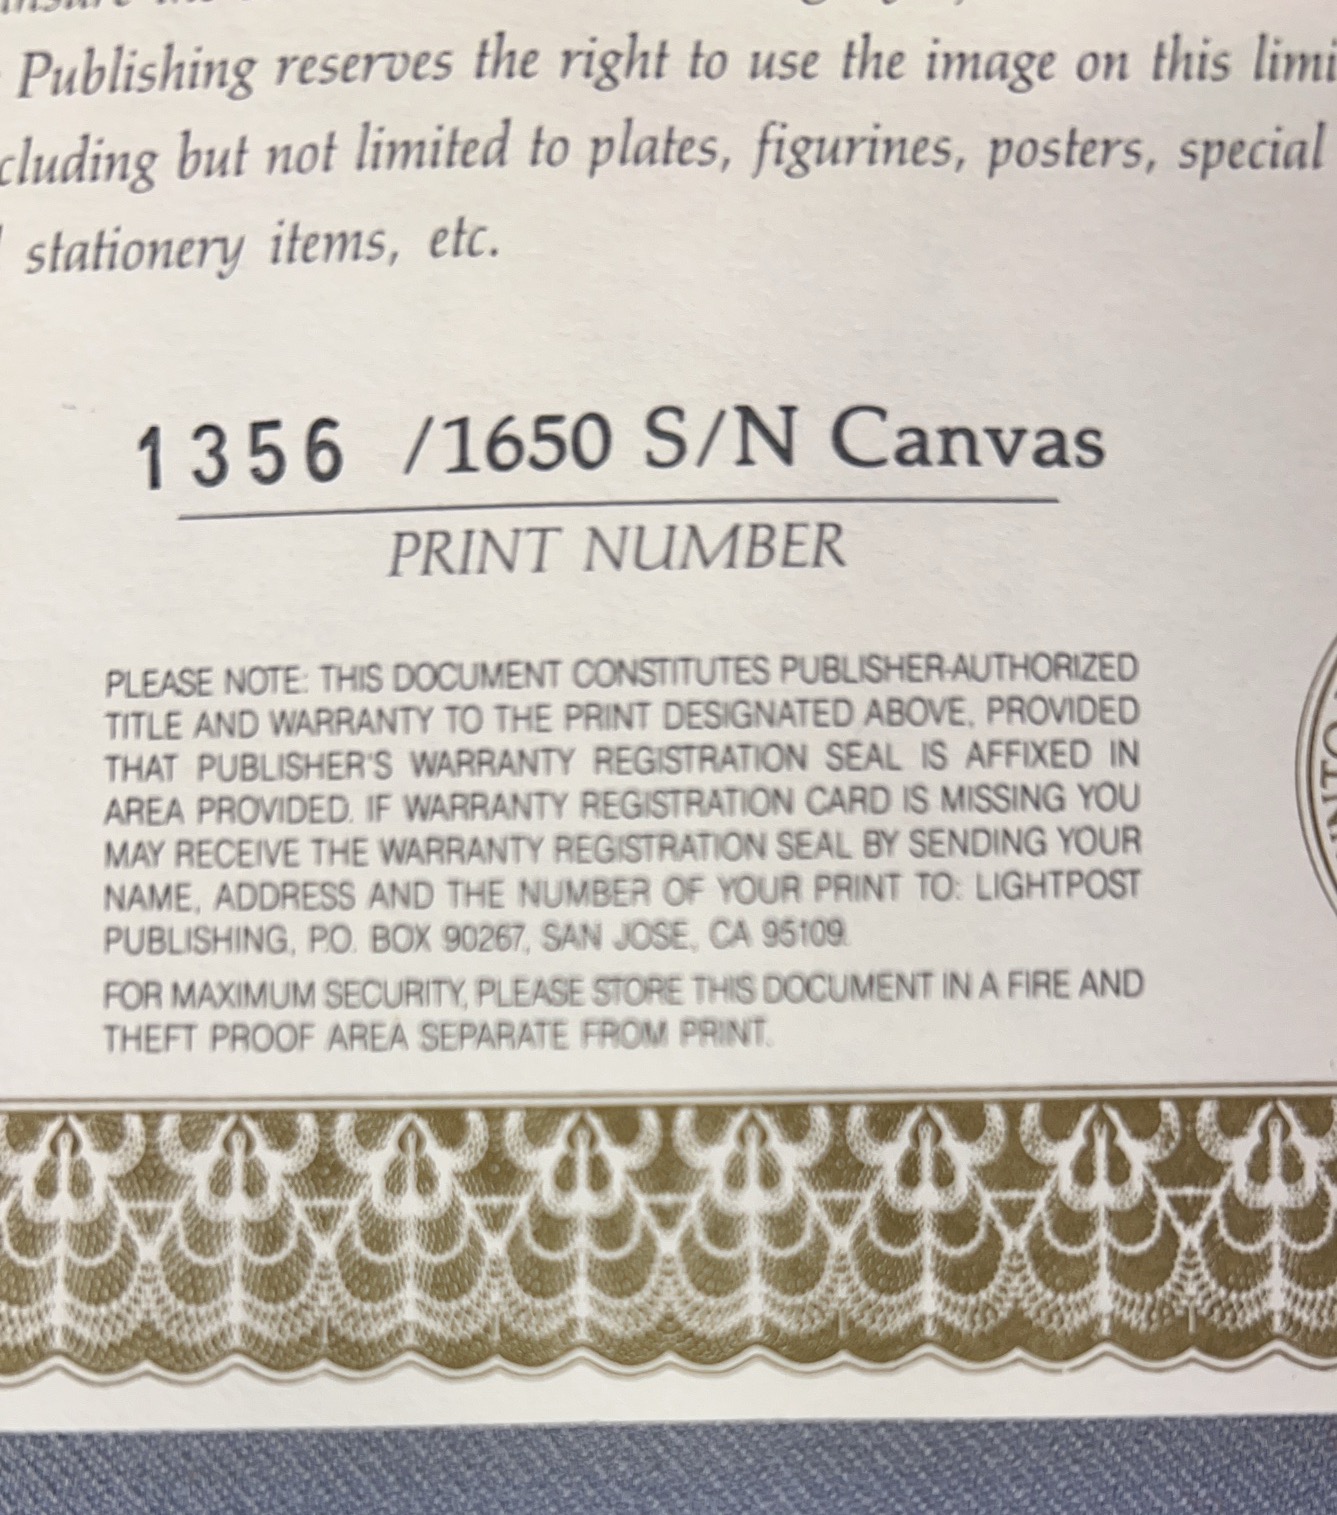 Publishing reserves the right to use the image on this limi
cluding but not limited to plates, figurines, posters, special
stationery items, etc.
1356 /1650 S/N Canvas
PRINT NUMBER
PLEASE NOTE: THIS DOCUMENT CONSTITUTES PUBLISHER-AUTHORIZED
TITLE AND WARRANTY TO THE PRINT DESIGNATED ABOVE, PROVIDED
THAT PUBLISHER'S WARRANTY REGISTRATION SEAL IS AFFIXED IN
AREA PROVIDED. IF WARRANTY REGISTRATION CARD IS MISSING YOU
MAY RECEIVE THE WARRANTY REGISTRATION SEAL BY SENDING YOUR
NAME, ADDRESS AND THE NUMBER OF YOUR PRINT TO: LIGHTPOST
PUBLISHING, P.O. BOX 90267, SAN JOSE, CA 95109.
FOR MAXIMUM SECURITY, PLEASE STORE THIS DOCUMENT IN A FIRE AND
THEFT PROOF AREA SEPARATE FROM PRINT.